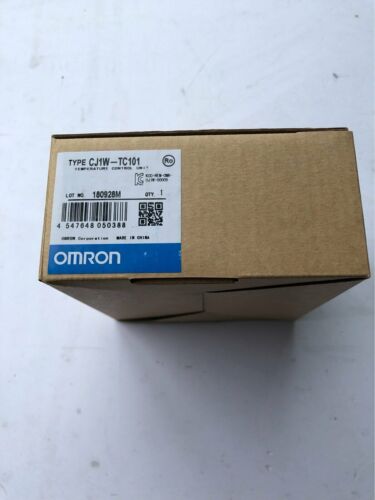 TYPE CJ1W-TC101
TEMPERATURE CONTROL UNIT
Ro
LOT NO. 180928M
QTY. 1
4 547648 050388
OMRON Corporation MADE IN CHINA
OMRON